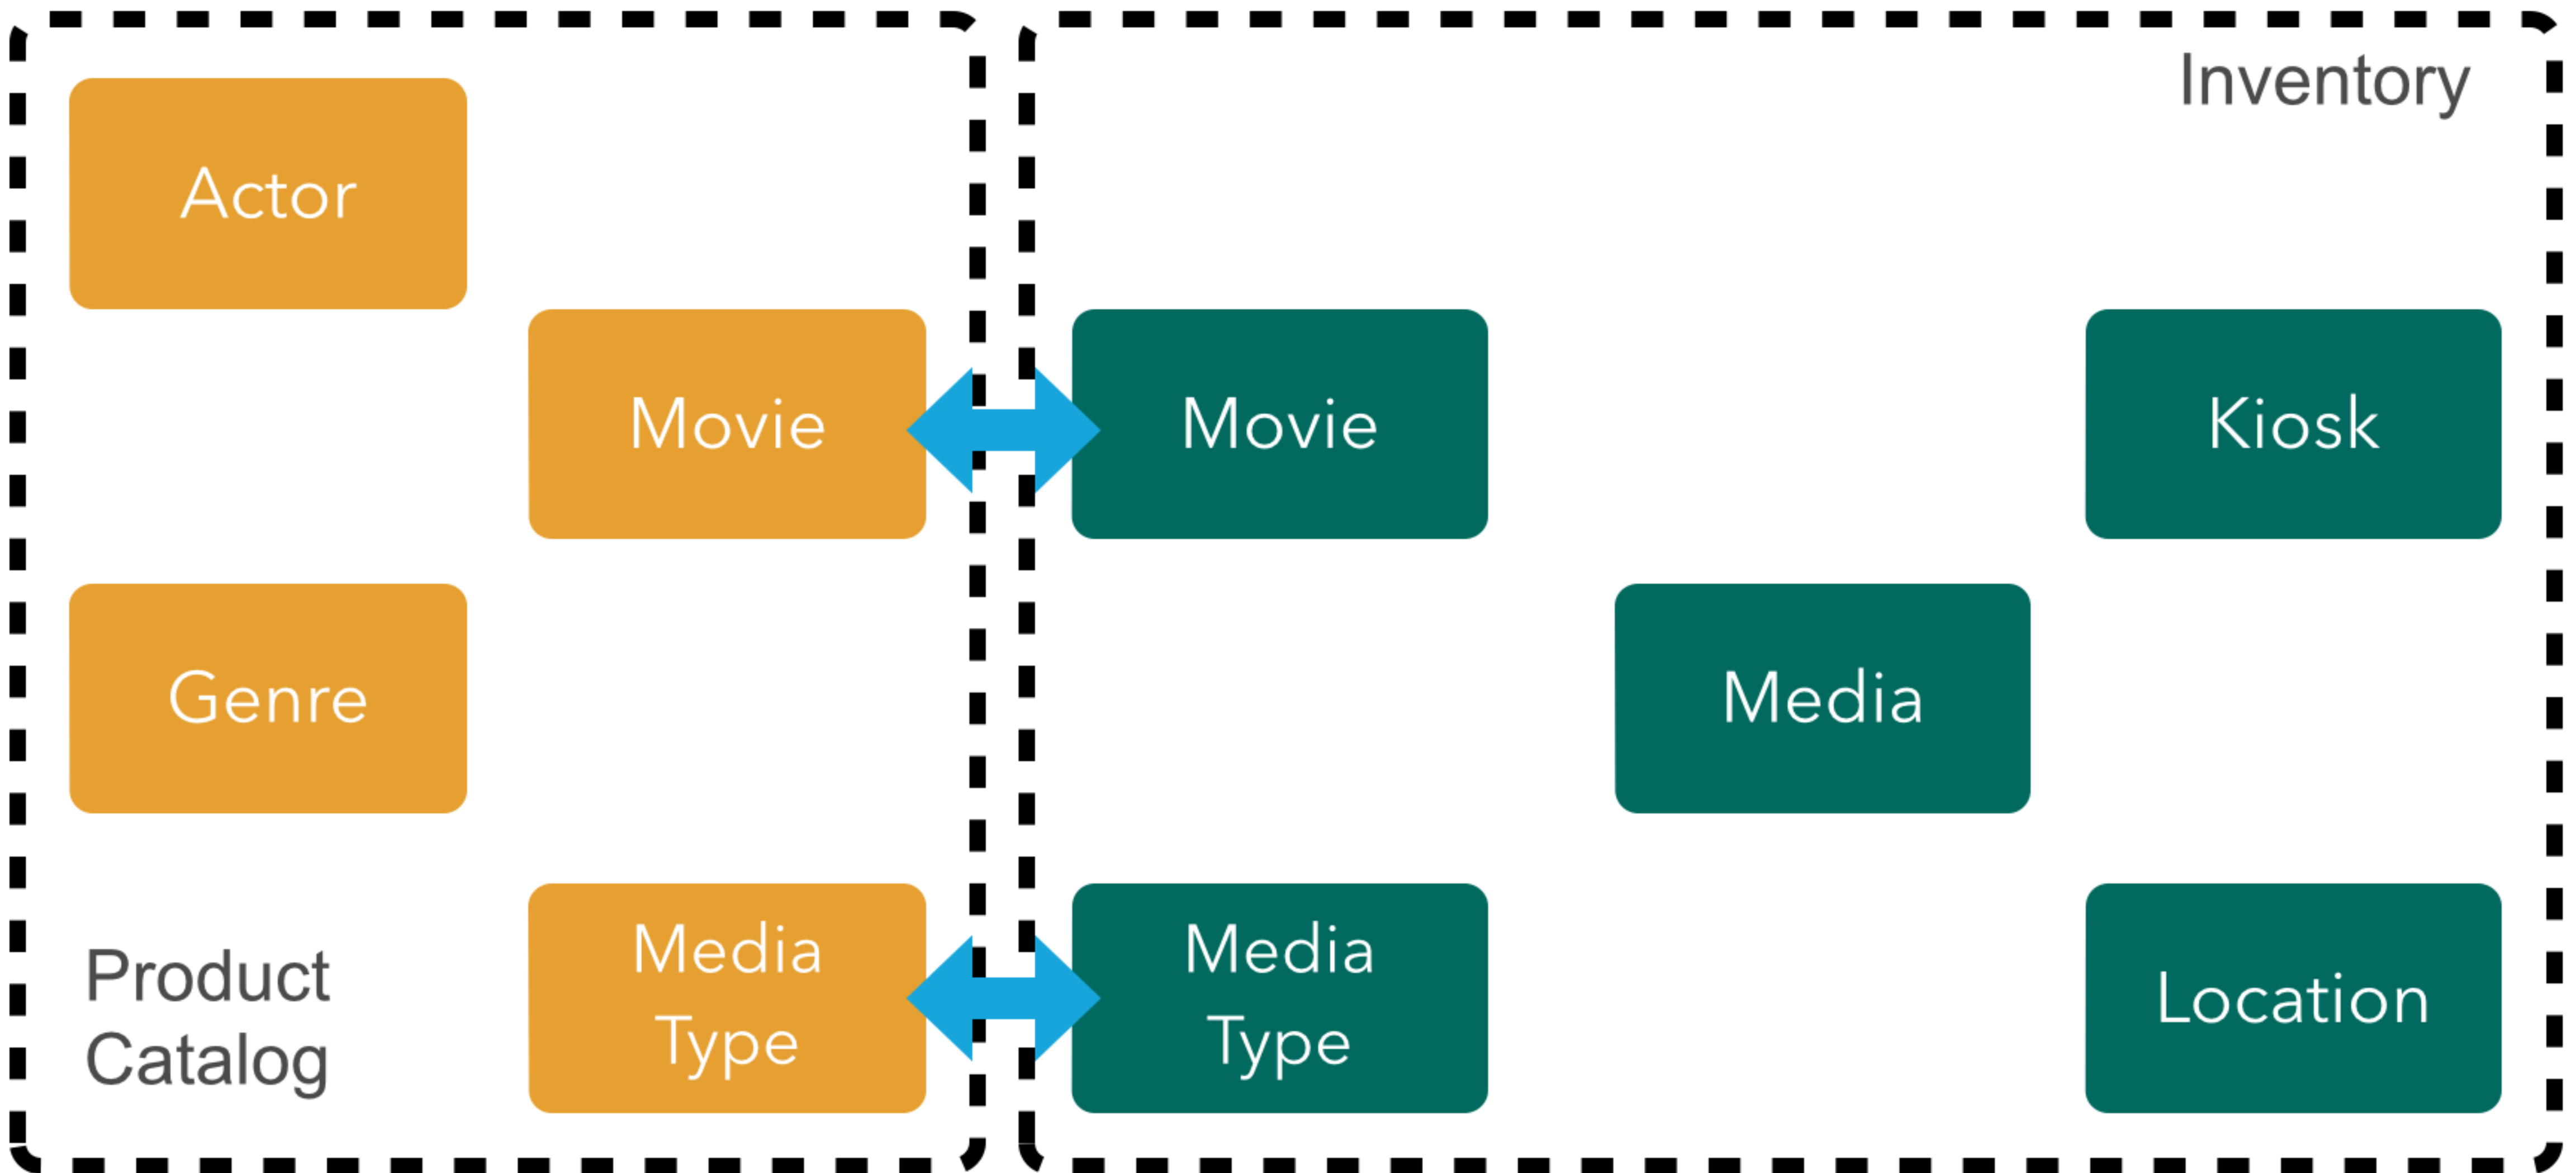 Actor
Movie
Genre
Media
Type
Product
Catalog
Inventory
Movie
Kiosk
Media
Media
Type
Location